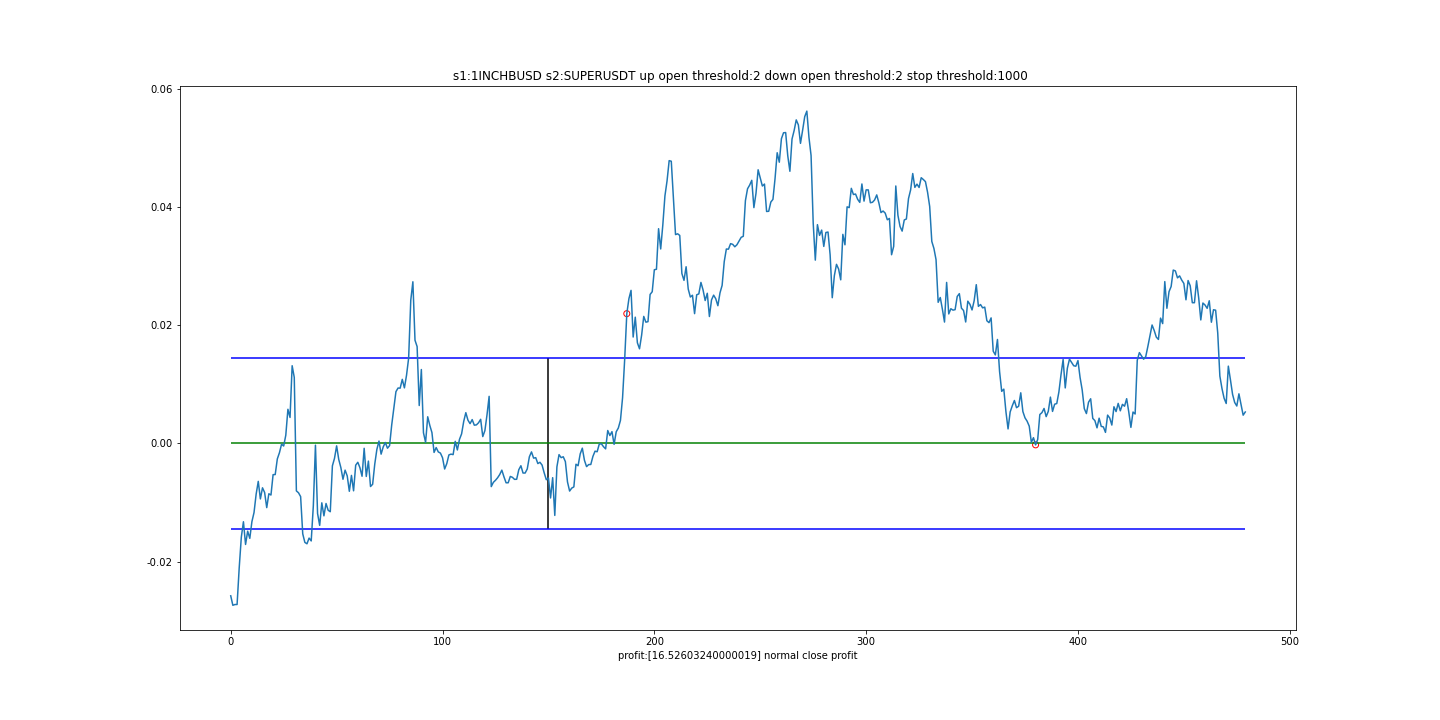 s1:1INCHBUSD s2:SUPERUSDT up open threshold:2 down open threshold:2 stop threshold:1000
0.06
0.04
0.02
0.00
-0.02
0 100 200 300 400 500
profit:[16.52603240000019] normal close profit